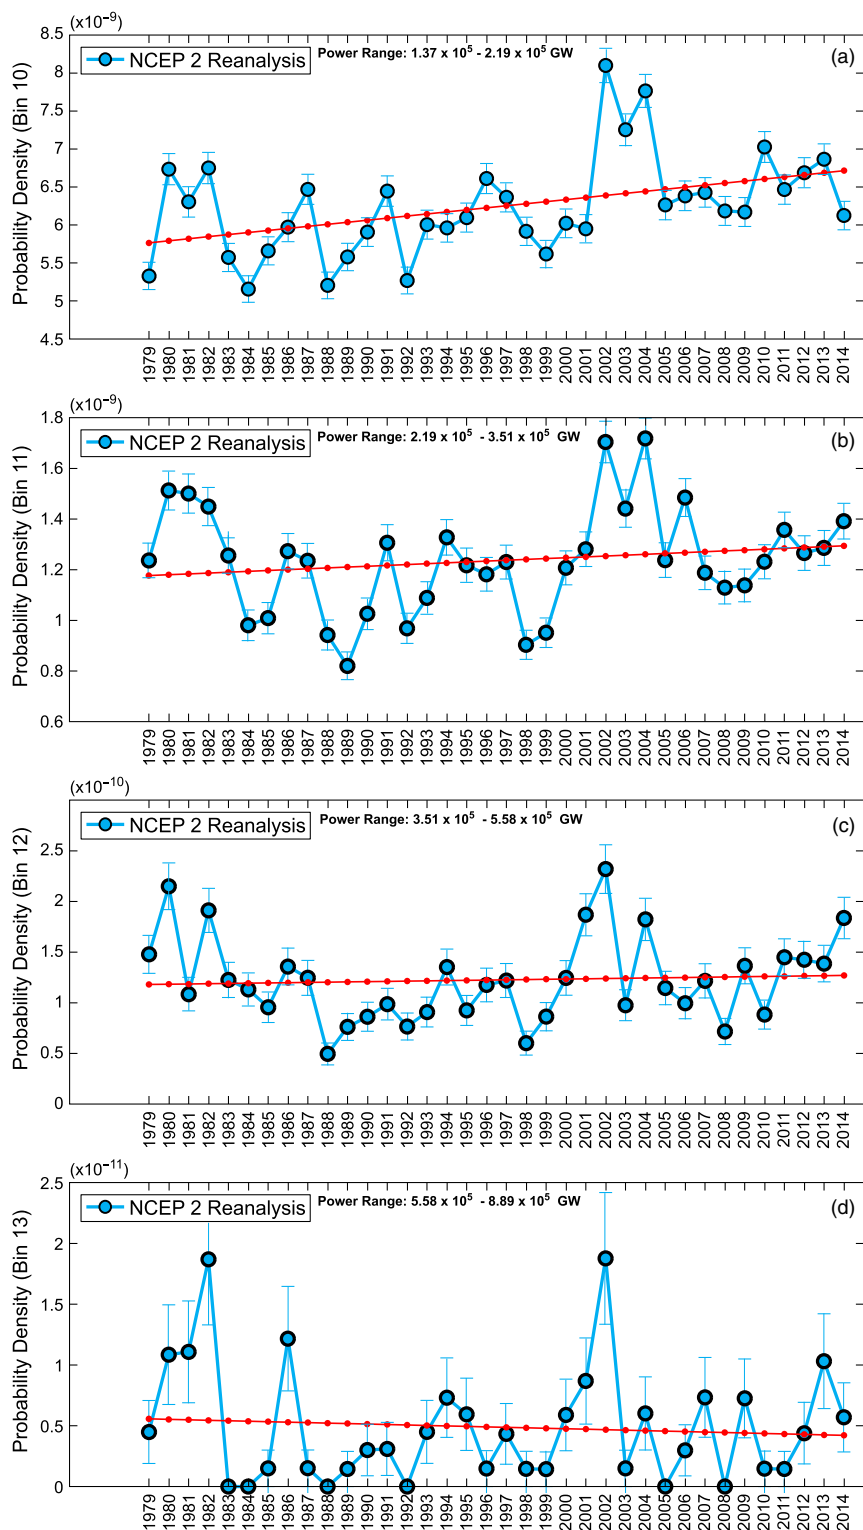 (x10⁻⁹)
8.5
8
7.5
7
6.5
6
5.5
5
4.5
Probability Density (Bin 10)
NCEP 2 Reanalysis
Power Range: 1.37 x 10⁵ - 2.19 x 10⁵ GW
(a)
1979 1980 1981 1982 1983 1984 1985 1986 1987 1988 1989 1990 1991 1992 1993 1994 1995 1996 1997 1998 1999 2000 2001 2002 2003 2004 2005 2006 2007 2008 2009 2010 2011 2012 2013 2014
(x10⁻⁹)
1.8
1.6
1.4
1.2
1
0.8
0.6
Probability Density (Bin 11)
NCEP 2 Reanalysis
Power Range: 2.19 x 10⁵ - 3.51 x 10⁵ GW
(b)
1979 1980 1981 1982 1983 1984 1985 1986 1987 1988 1989 1990 1991 1992 1993 1994 1995 1996 1997 1998 1999 2000 2001 2002 2003 2004 2005 2006 2007 2008 2009 2010 2011 2012 2013 2014
(x10⁻¹⁰)
2.5
2
1.5
1
0.5
0
Probability Density (Bin 12)
NCEP 2 Reanalysis
Power Range: 3.51 x 10⁵ - 5.58 x 10⁵ GW
(c)
1979 1980 1981 1982 1983 1984 1985 1986 1987 1988 1989 1990 1991 1992 1993 1994 1995 1996 1997 1998 1999 2000 2001 2002 2003 2004 2005 2006 2007 2008 2009 2010 2011 2012 2013 2014
(x10⁻¹¹)
2.5
2
1.5
1
0.5
0
Probability Density (Bin 13)
NCEP 2 Reanalysis
Power Range: 5.58 x 10⁵ - 8.89 x 10⁵ GW
(d)
1979 1980 1981 1982 1983 1984 1985 1986 1987 1988 1989 1990 1991 1992 1993 1994 1995 1996 1997 1998 1999 2000 2001 2002 2003 2004 2005 2006 2007 2008 2009 2010 2011 2012 2013 2014